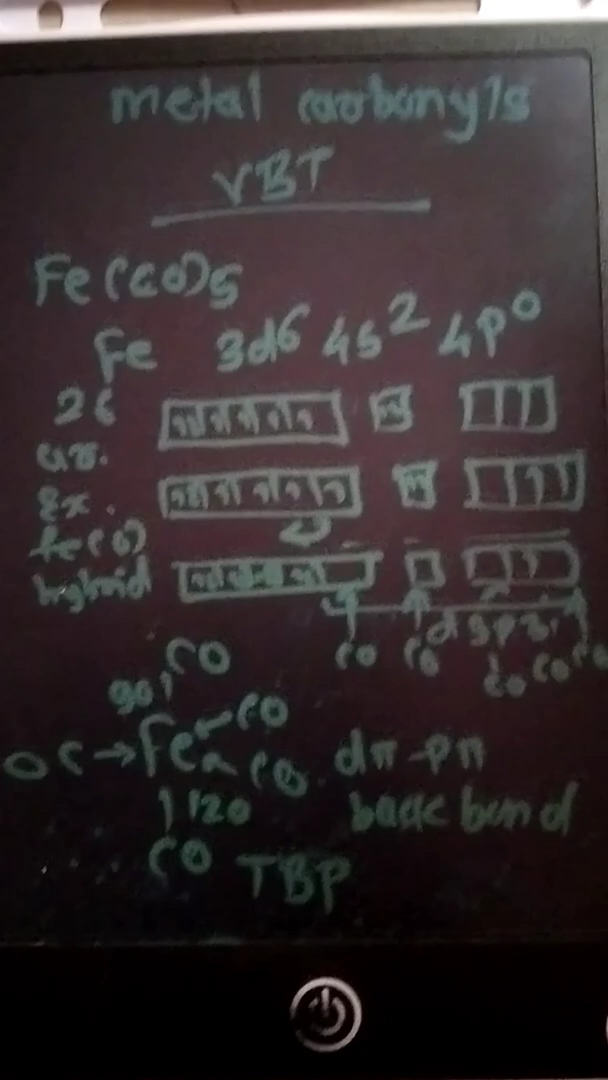 metal carbonyls
VBT
Fe(CO)5
Fe 3d6 4s2 4p0
26
Ex.
Fe(0)
hybrid
dsp3
CO CO CO CO CO
CO
90
OC→Fe←CO
CO dπ-pπ
120 back bond
CO TBP